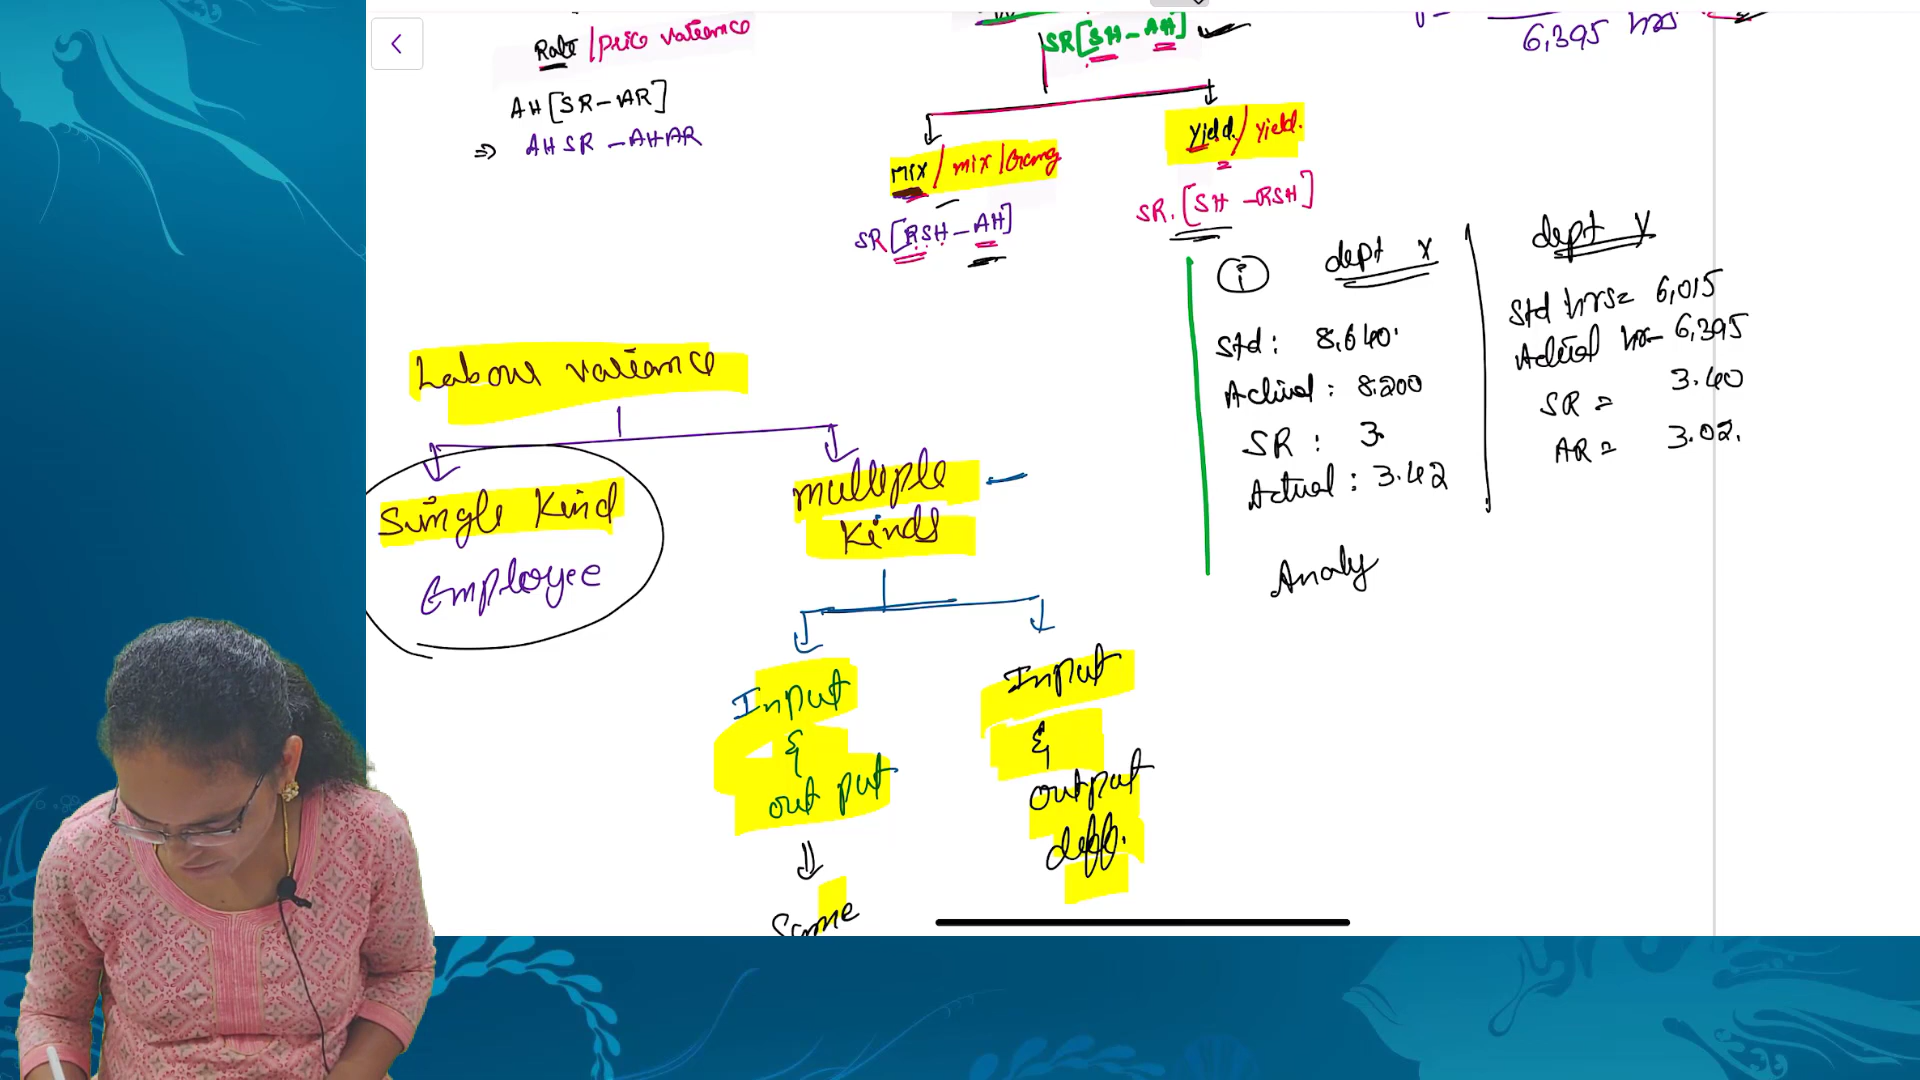 Rate / price variance
AH[SR-AR]
⇒ AHSR - AHAR
SR[SH-AH]
mix / mix / Gang
SR[RSH-AH]
Yield / yield.
SR.[SH-RSH]
6,395 hrs
Labour variance
Single Kind
Employee
multiple
Kinds
Input
&
out put
Same
Input
&
output
diff.
i dept x
Std: 8,640.
Actual: 8.200
SR: 3.
Actual: 3.42
Analy
dept Y
Std hrs = 6,015
Actual hr- 6,395
SR = 3.40
AR = 3.02.